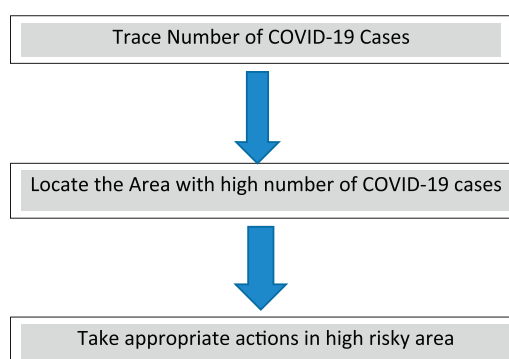 Trace Number of COVID-19 Cases
Locate the Area with high number of COVID-19 cases
Take appropriate actions in high risky area